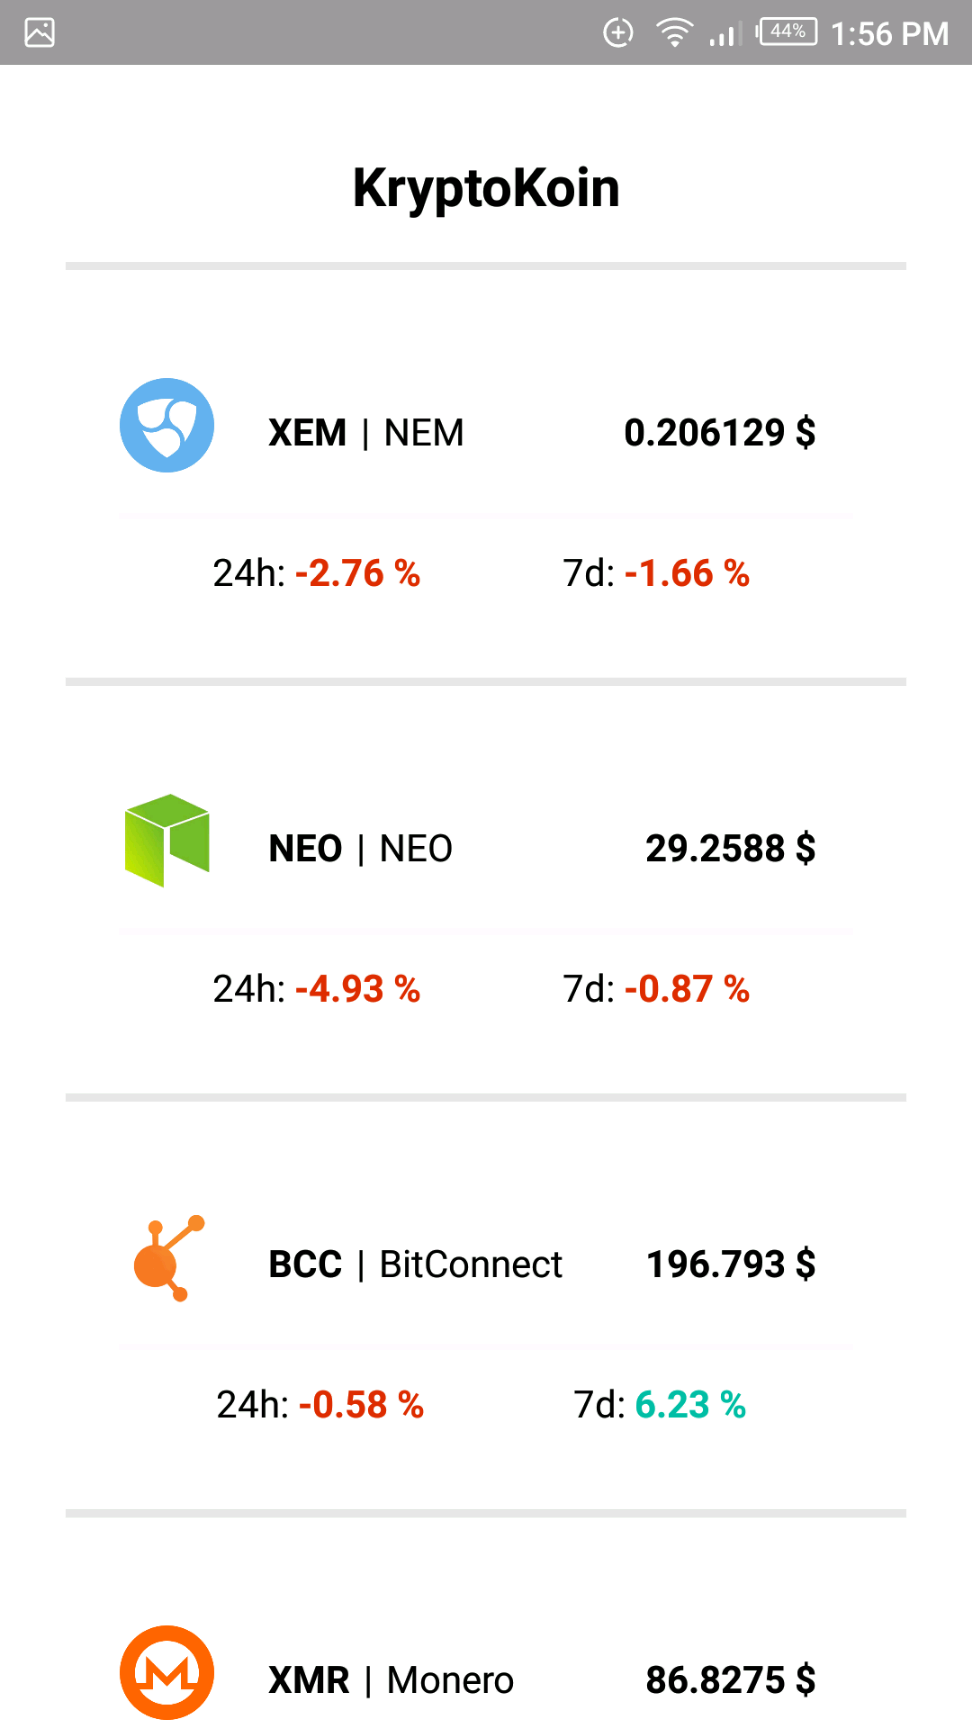 44% 1:56 PM
KryptoKoin
XEM | NEM 0.206129 $
24h: -2.76 % 7d: -1.66 %
NEO | NEO 29.2588 $
24h: -4.93 % 7d: -0.87 %
BCC | BitConnect 196.793 $
24h: -0.58 % 7d: 6.23 %
XMR | Monero 86.8275 $